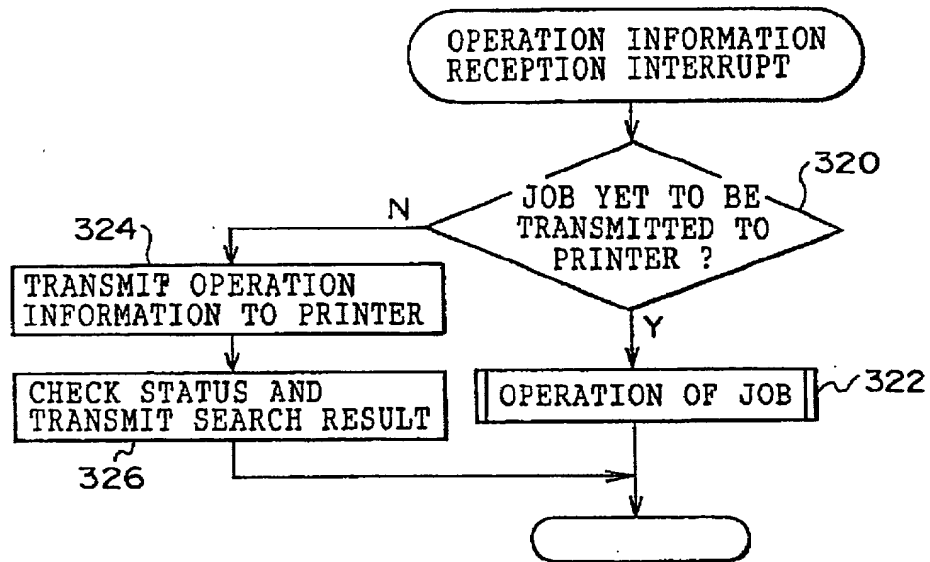 OPERATION INFORMATION
RECEPTION INTERRUPT
320
JOB YET TO BE
TRANSMITTED TO
PRINTER ?
N
324
TRANSMIT OPERATION
INFORMATION TO PRINTER
Y
CHECK STATUS AND
TRANSMIT SEARCH RESULT
326
OPERATION OF JOB
322